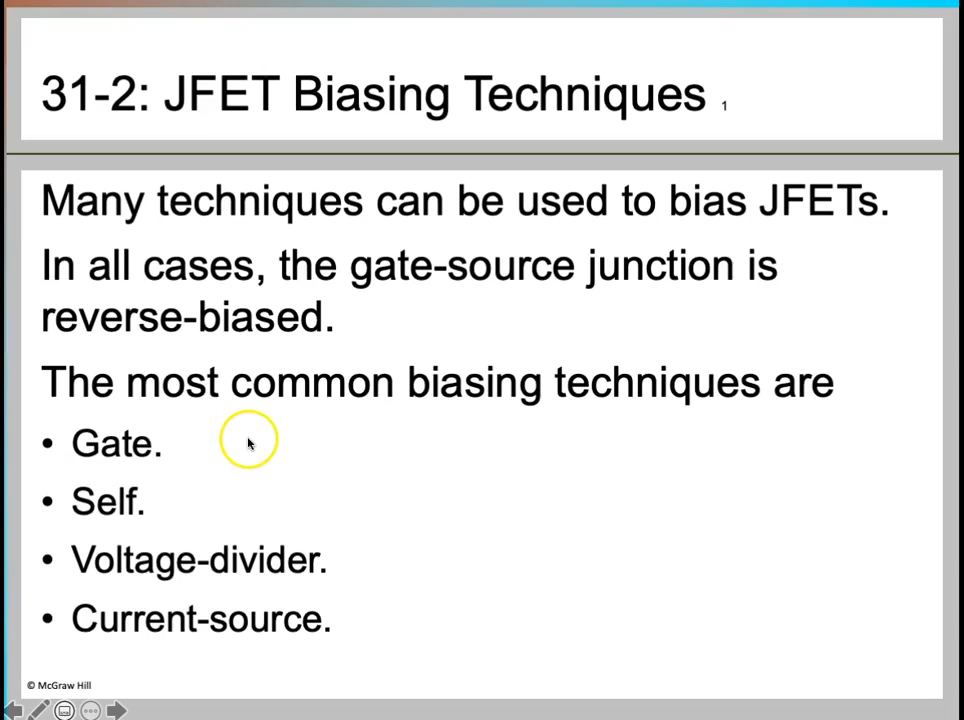 31-2: JFET Biasing Techniques 1
Many techniques can be used to bias JFETs.
In all cases, the gate-source junction is
reverse-biased.
The most common biasing techniques are
• Gate.
• Self.
• Voltage-divider.
• Current-source.
© McGraw Hill